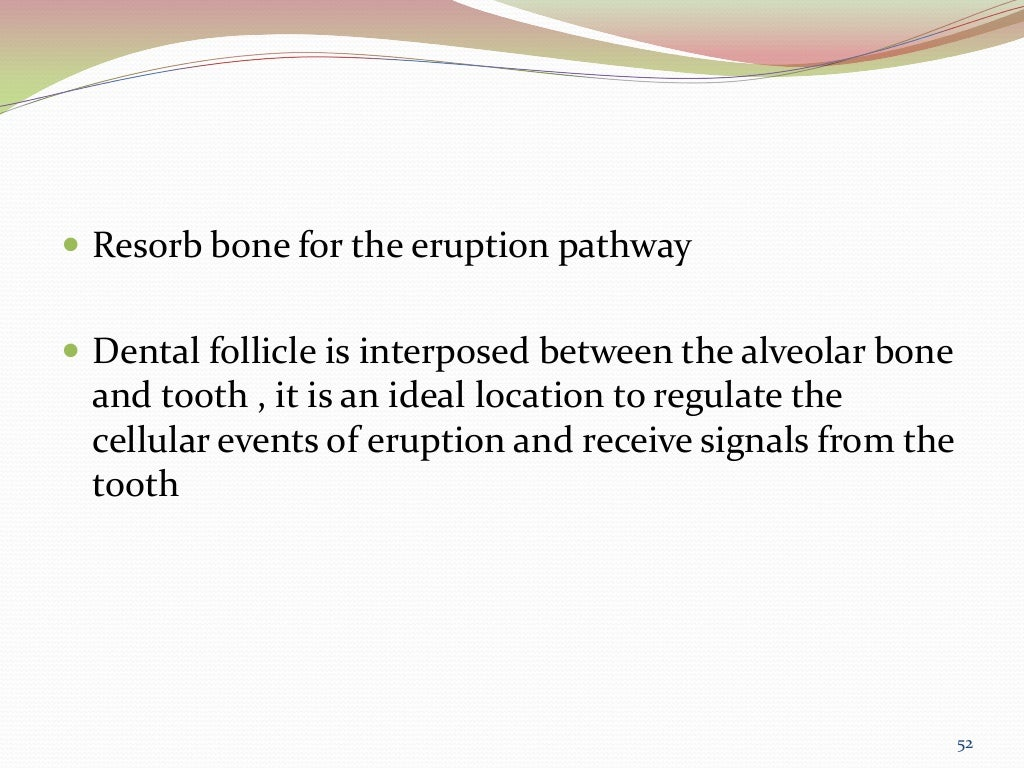 • Resorb bone for the eruption pathway
• Dental follicle is interposed between the alveolar bone
and tooth , it is an ideal location to regulate the
cellular events of eruption and receive signals from the
tooth
52